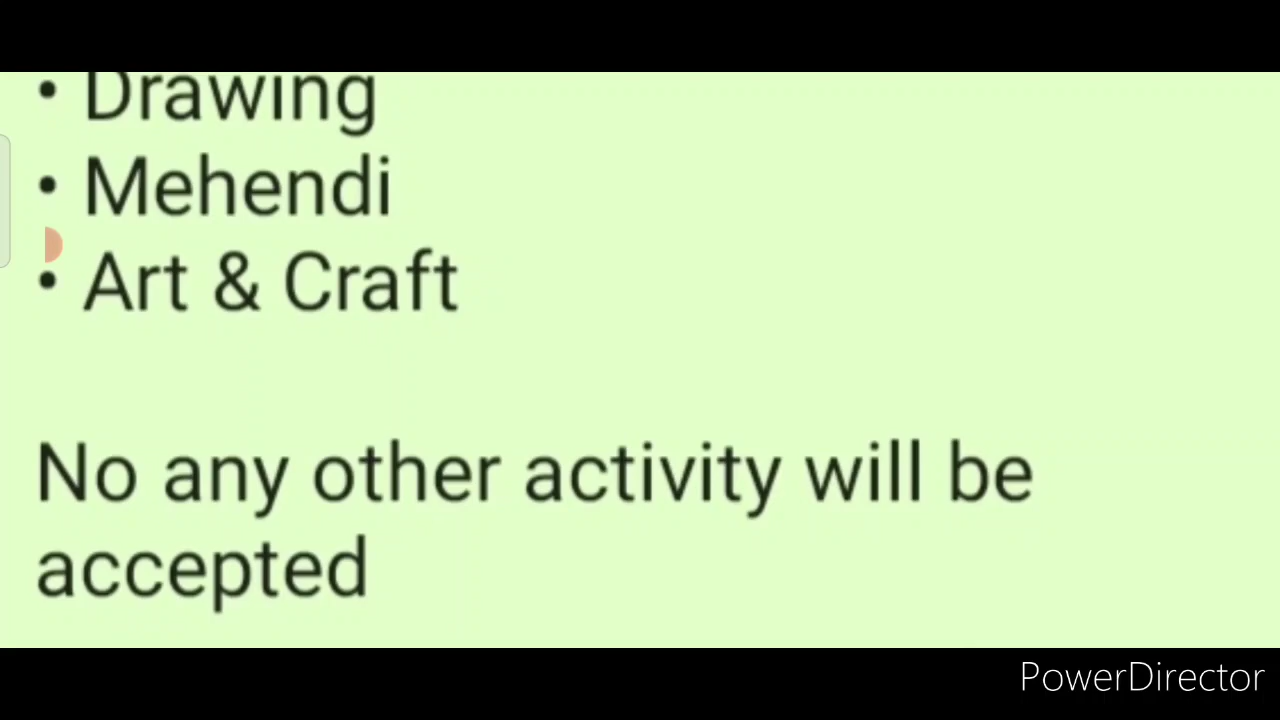 • Drawing
• Mehendi
• Art & Craft
No any other activity will be
accepted
PowerDirector